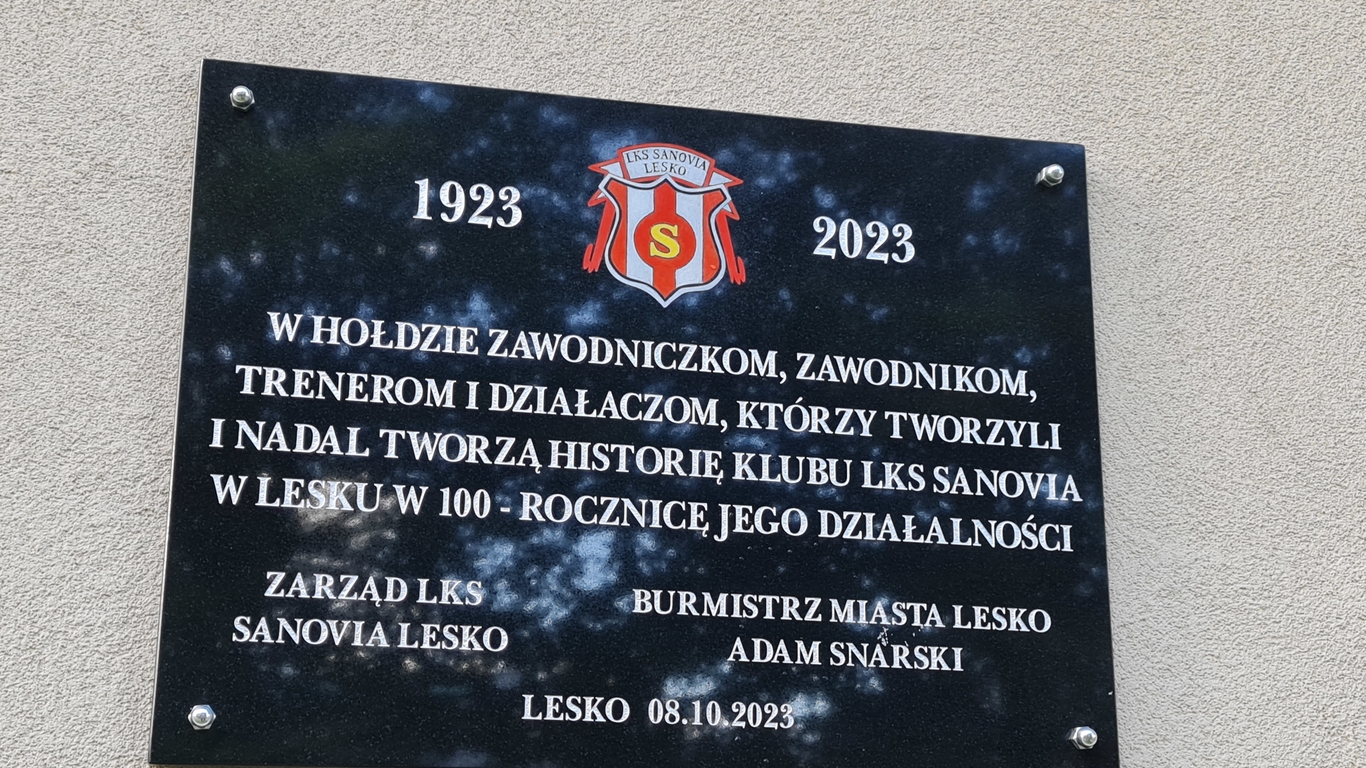 LKS SANOVIA
LESKO
1923
S
2023
W HOŁDZIE ZAWODNICZKOM, ZAWODNIKOM,
TRENEROM I DZIAŁACZOM, KTÓRZY TWORZYLI
I NADAL TWORZĄ HISTORIĘ KLUBU LKS SANOVIA
W LESKU W 100 - ROCZNICĘ JEGO DZIAŁALNOŚCI
ZARZĄD LKS
SANOVIA LESKO
BURMISTRZ MIASTA LESKO
ADAM SNARSKI
LESKO 08.10.2023